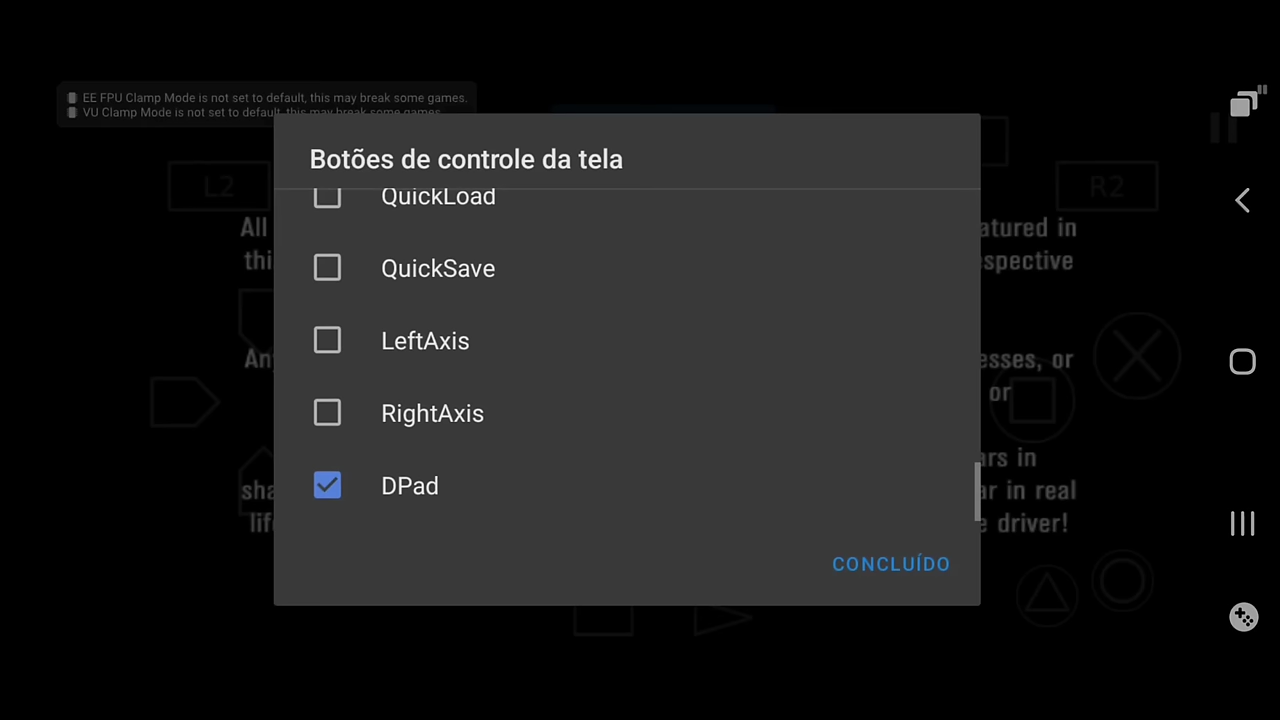 EE FPU Clamp Mode is not set to default, this may break some games.
VU Clamp Mode is not set to default, this may break some games.
Botões de controle da tela
L2
R2
QuickLoad
All
atured in
thi
spective
QuickSave
LeftAxis
An
esses, or
or
RightAxis
ars in
DPad
sha
ar in real
life
e driver!
CONCLUÍDO